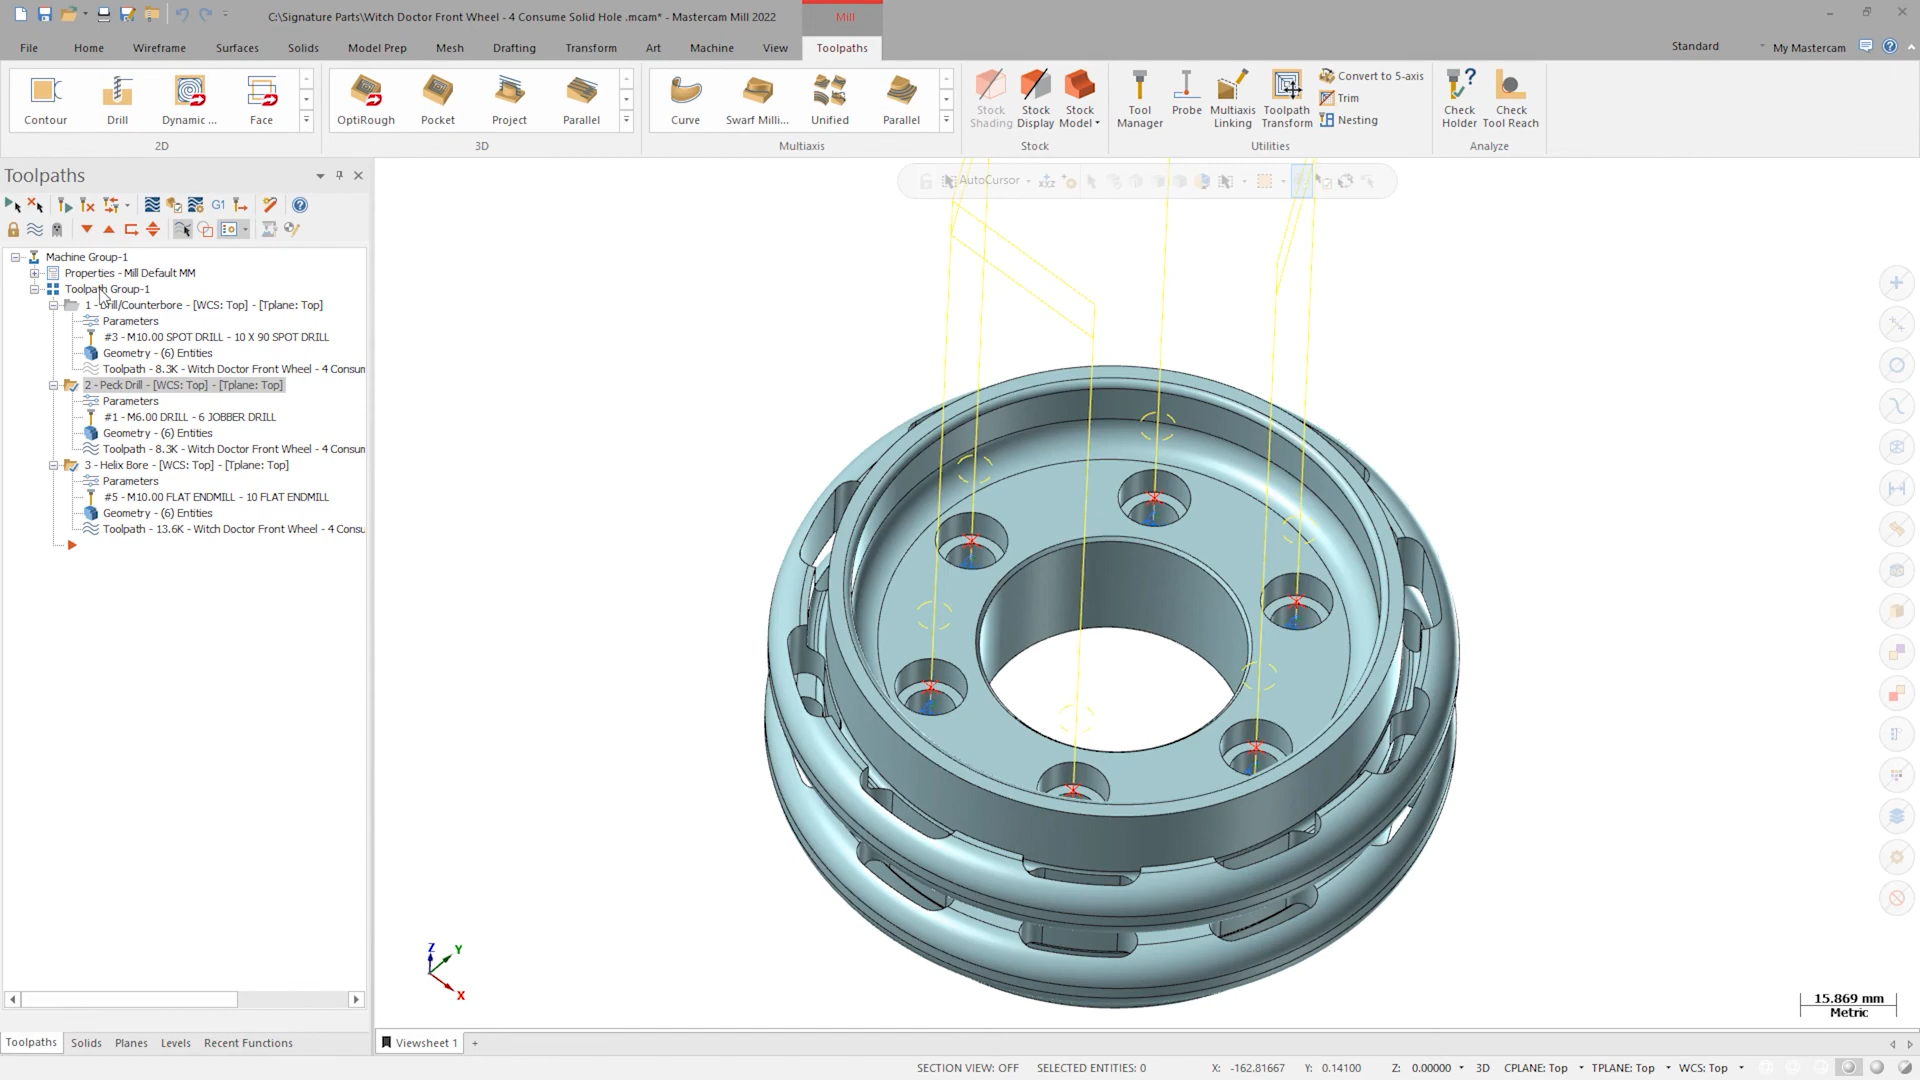 C:\Signature Parts\Witch Doctor Front Wheel - 4 Consume Solid Hole .mcam* - Mastercam Mill 2022
Mill
File
Home
Wireframe
Surfaces
Solids
Model Prep
Mesh
Drafting
Transform
Art
Machine
View
Toolpaths
Standard
My Mastercam
Contour
Drill
Dynamic ...
Face
2D
OptiRough
Pocket
Project
Parallel
3D
Curve
Swarf Milli...
Unified
Parallel
Multiaxis
Stock Shading
Stock Display
Stock Model
Stock
Tool Manager
Probe
Multiaxis Linking
Toolpath Transform
Convert to 5-axis
Trim
Nesting
Utilities
Check Holder
Check Tool Reach
Analyze
Toolpaths
G1
AutoCursor
Machine Group-1
Properties - Mill Default MM
Toolpath Group-1
1 - Drill/Counterbore - [WCS: Top] - [Tplane: Top]
Parameters
#3 - M10.00 SPOT DRILL - 10 X 90 SPOT DRILL
Geometry - (6) Entities
Toolpath - 8.3K - Witch Doctor Front Wheel - 4 Consum
2 - Peck Drill - [WCS: Top] - [Tplane: Top]
Parameters
#1 - M6.00 DRILL - 6 JOBBER DRILL
Geometry - (6) Entities
Toolpath - 8.3K - Witch Doctor Front Wheel - 4 Consum
3 - Helix Bore - [WCS: Top] - [Tplane: Top]
Parameters
#5 - M10.00 FLAT ENDMILL - 10 FLAT ENDMILL
Geometry - (6) Entities
Toolpath - 13.6K - Witch Doctor Front Wheel - 4 Consu
Z
Y
X
15.869 mm
Metric
Toolpaths
Solids
Planes
Levels
Recent Functions
Viewsheet 1
+
SECTION VIEW: OFF
SELECTED ENTITIES: 0
X: -162.81667
Y: 0.14100
Z: 0.00000
3D
CPLANE: Top
TPLANE: Top
WCS: Top